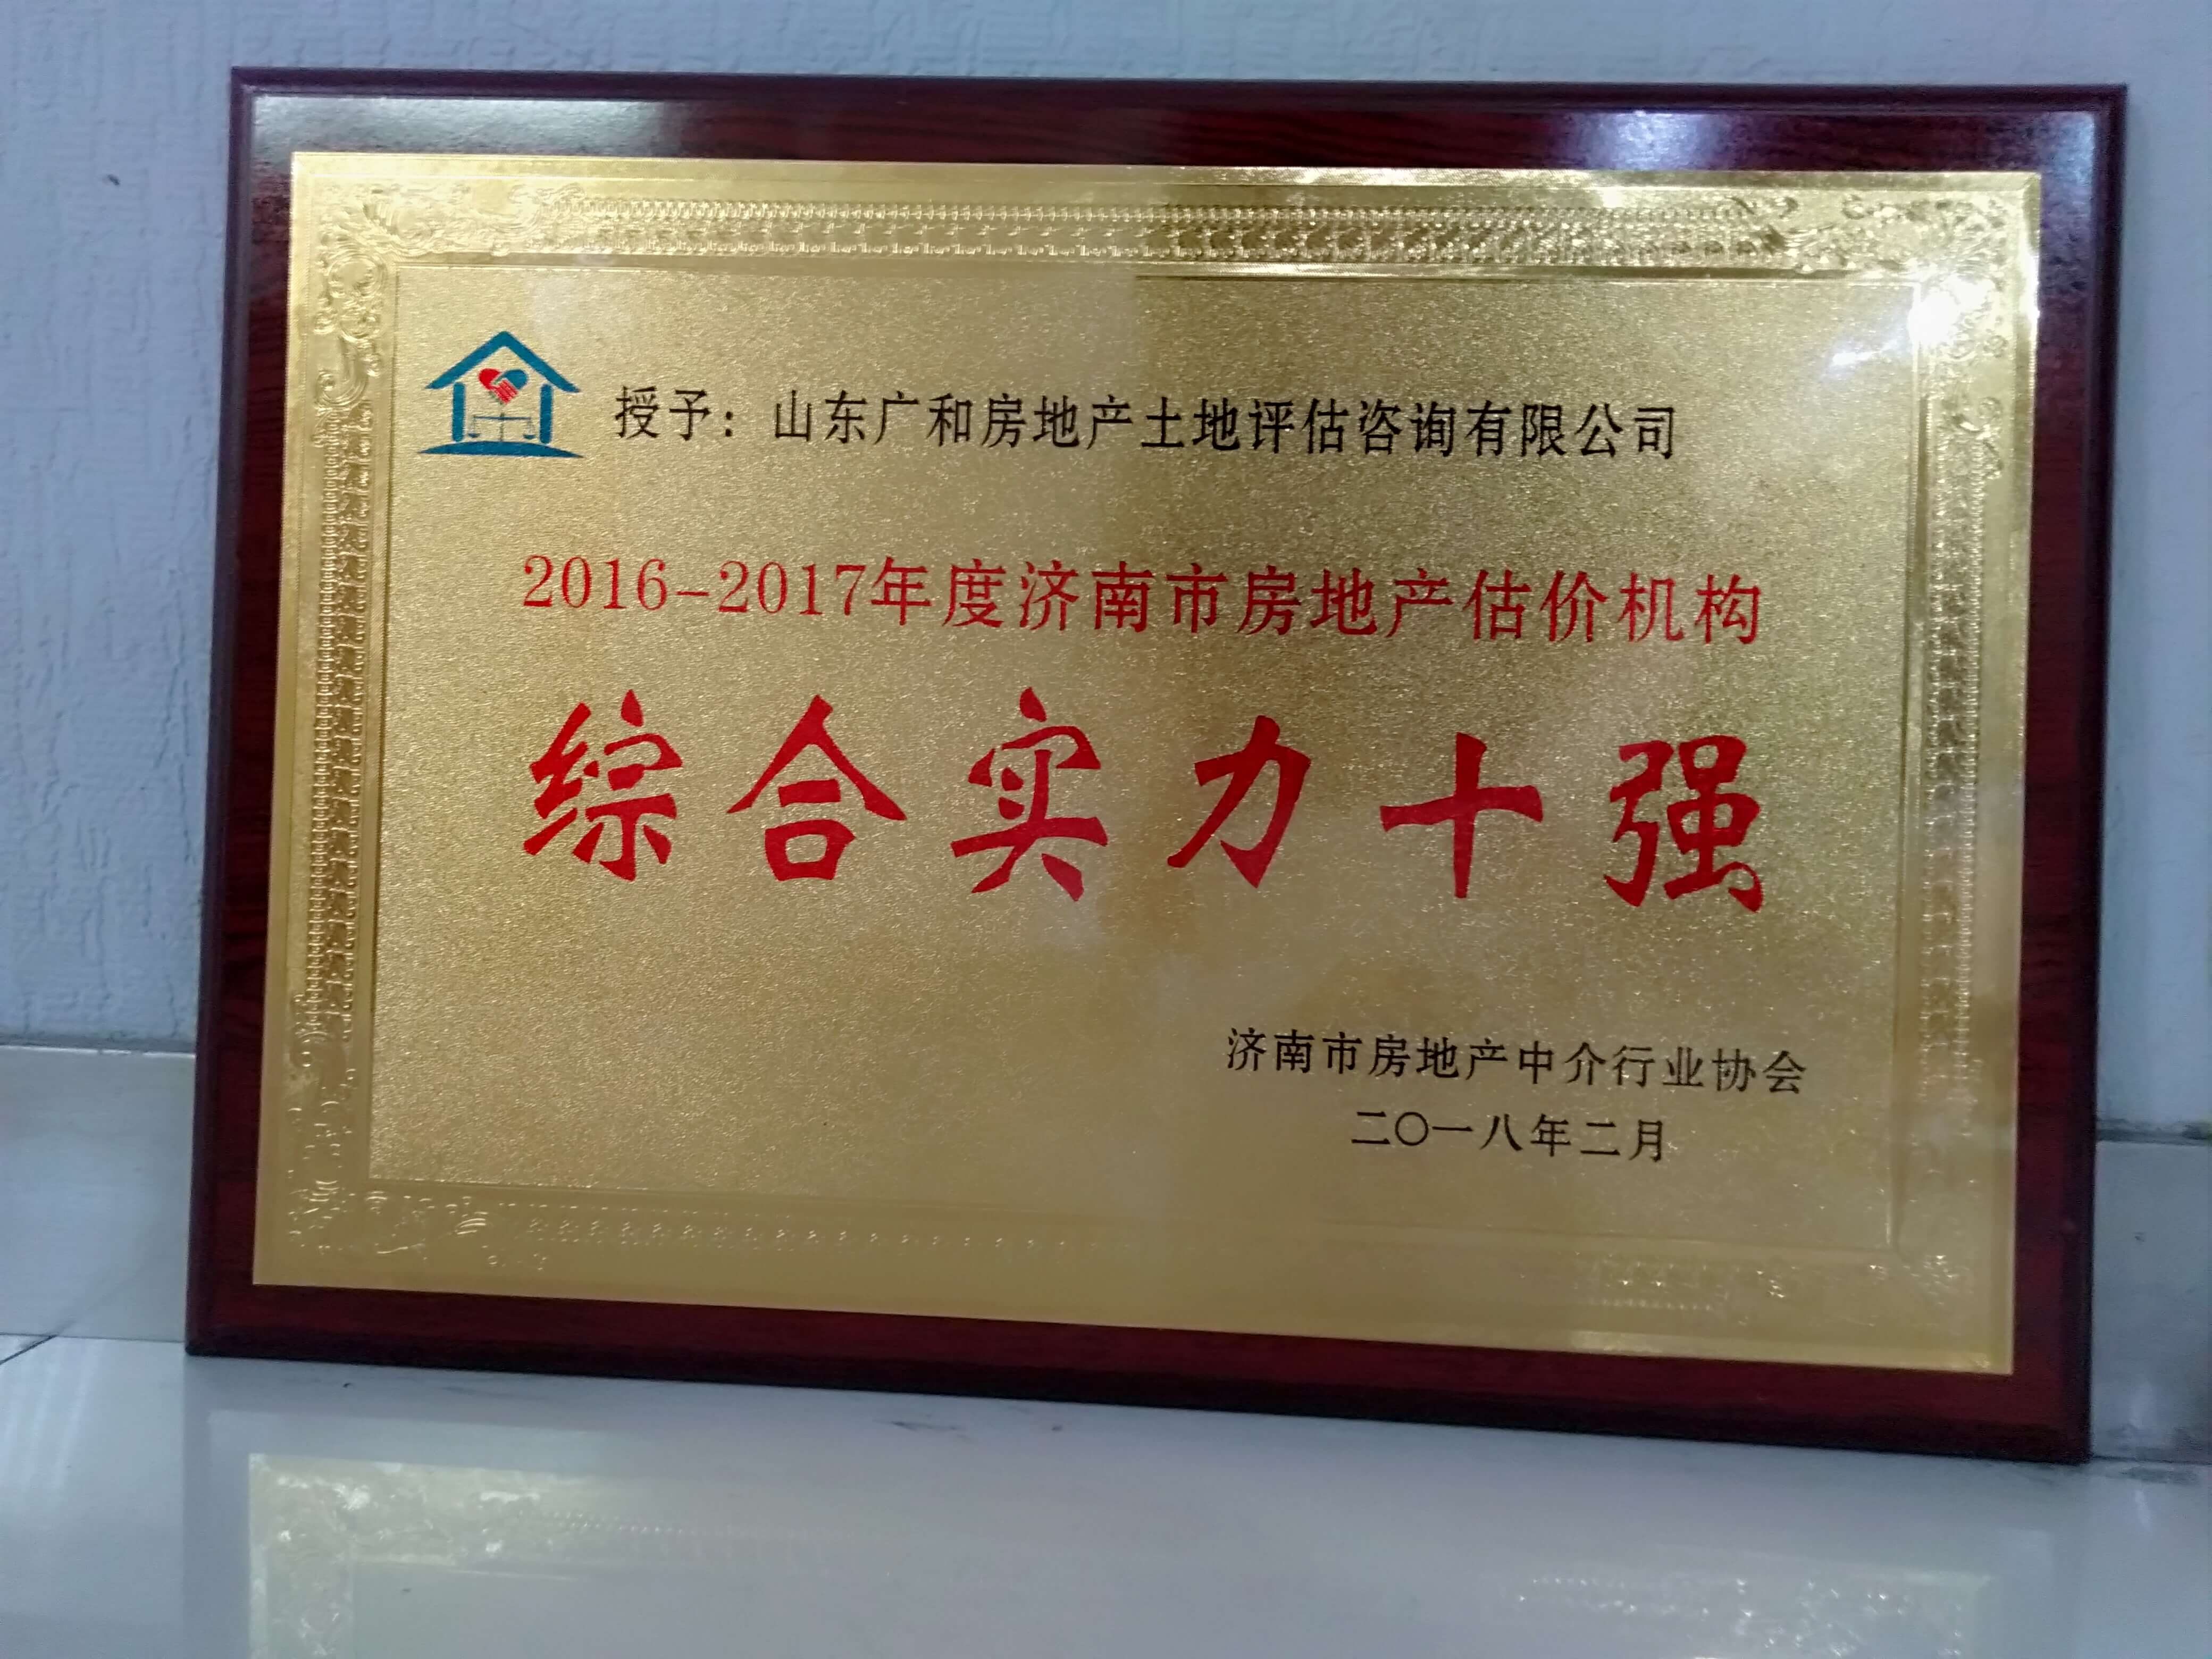 授予：山东广和房地产土地评估咨询有限公司
2016-2017年度济南市房地产估价机构
综合实力十强
济南市房地产中介行业协会
二〇一八年二月